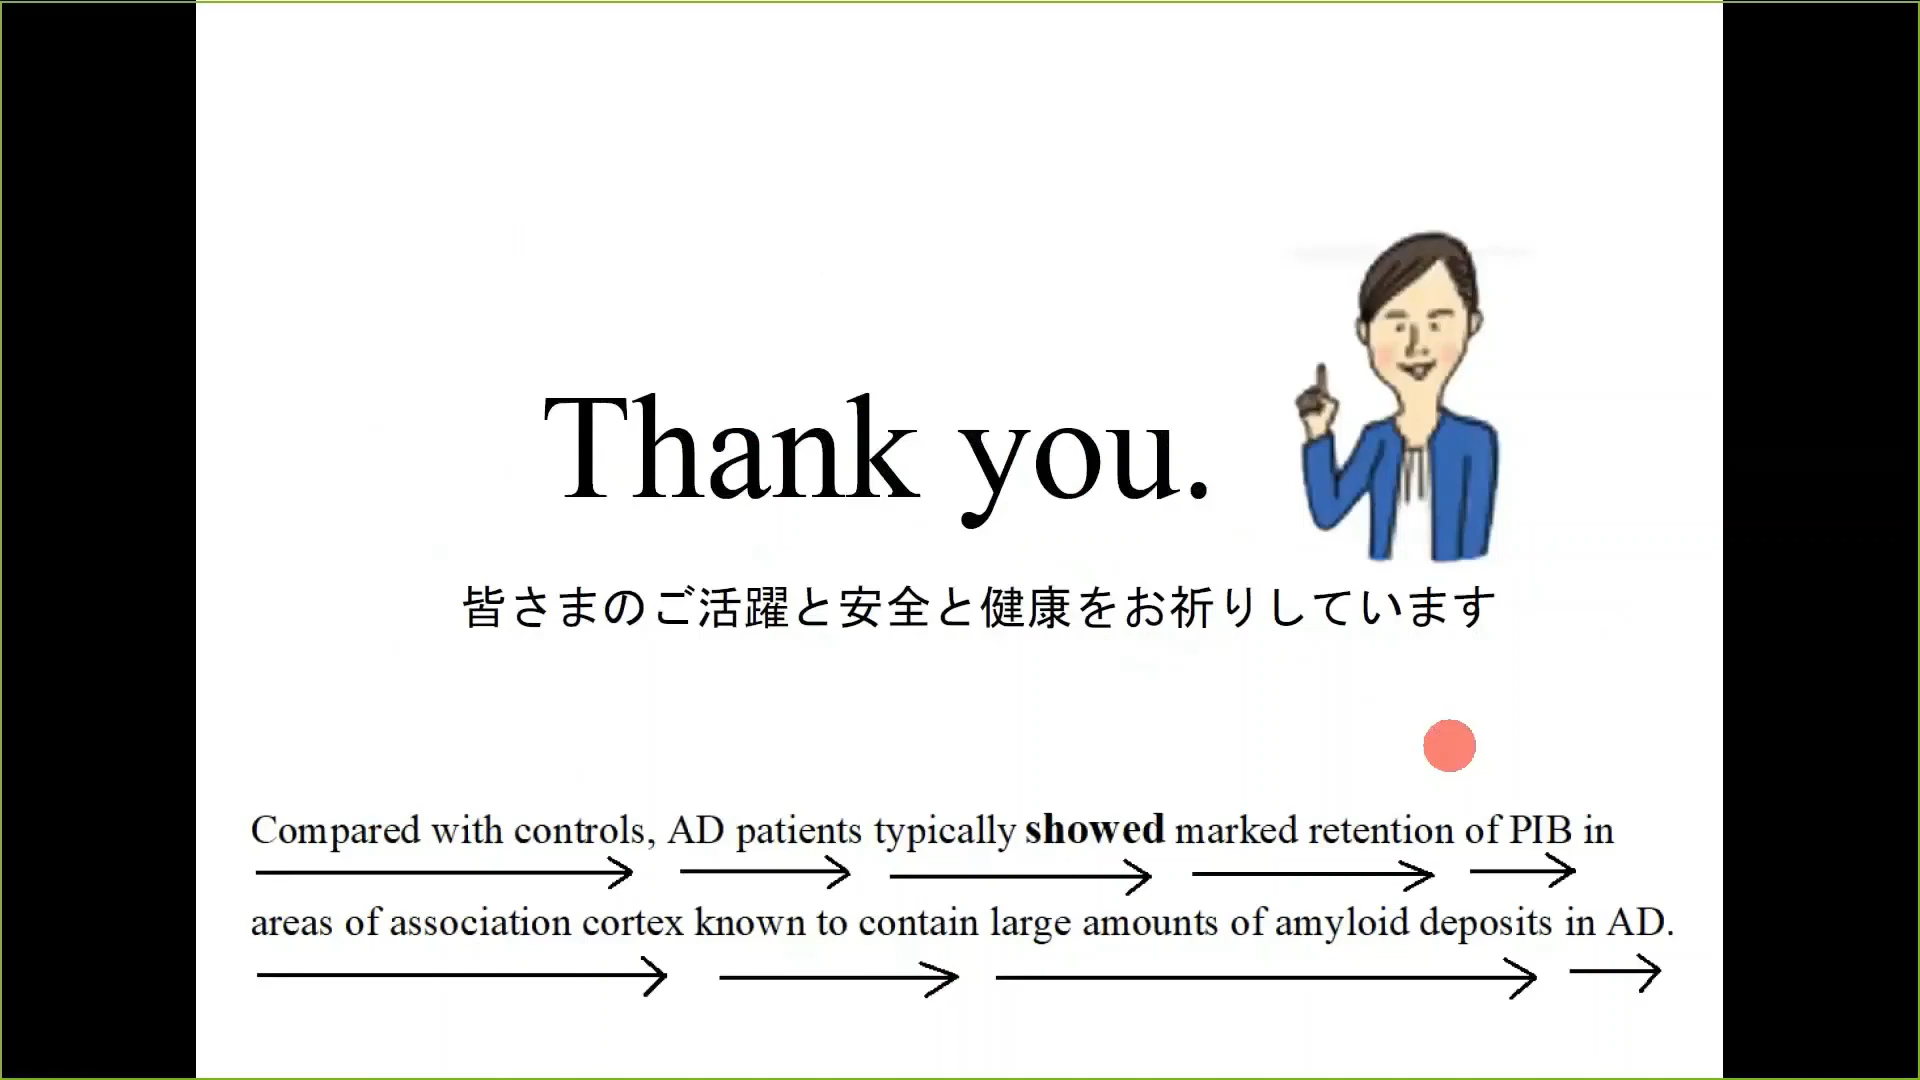 Thank you.
皆さまのご活躍と安全と健康をお祈りしています
Compared with controls, AD patients typically showed marked retention of PIB in
areas of association cortex known to contain large amounts of amyloid deposits in AD.